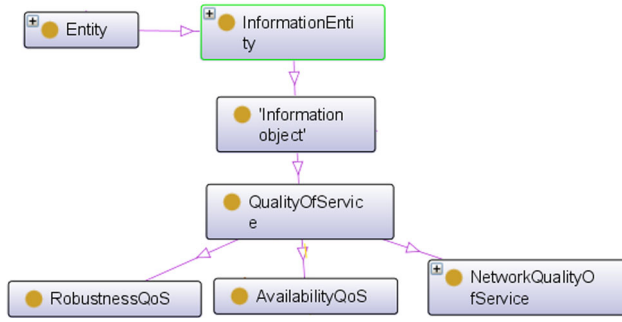 Entity
InformationEnti
ty
'Information
object'
QualityOfServic
e
RobustnessQoS
AvailabilityQoS
NetworkQualityO
fService